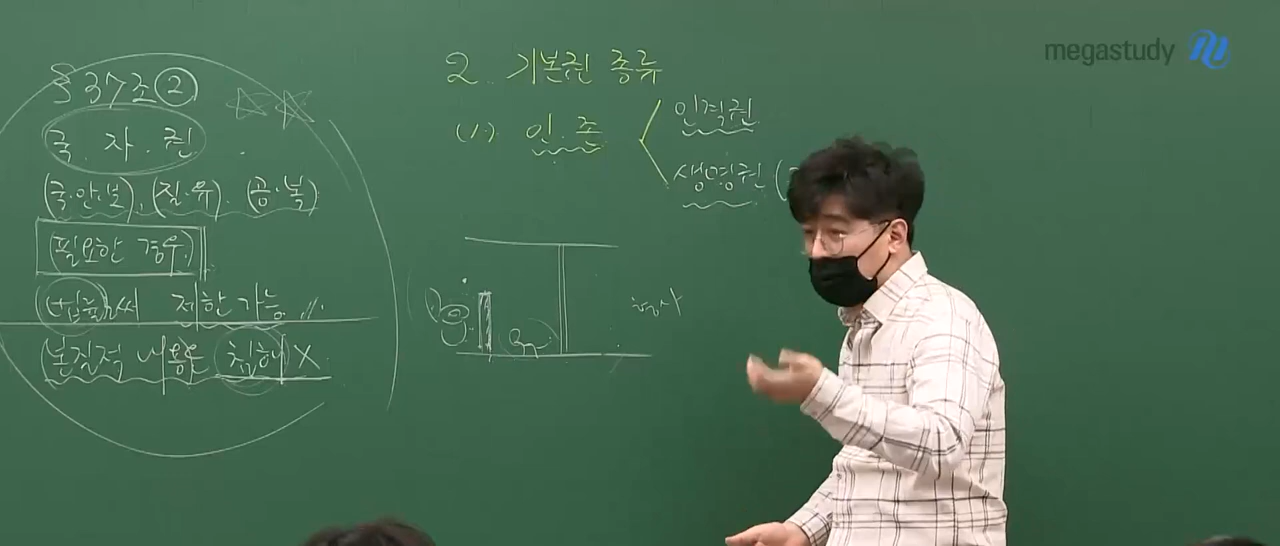 §37조②
국.자.권
(국.안.보), (질.유), (공.복)
(필요한 경우)
법률로써 제한 가능
(본질적 내용은 침해 X
2. 기본권 종류
(1) 인.존
인격권
생명권 (
형사
megastudy